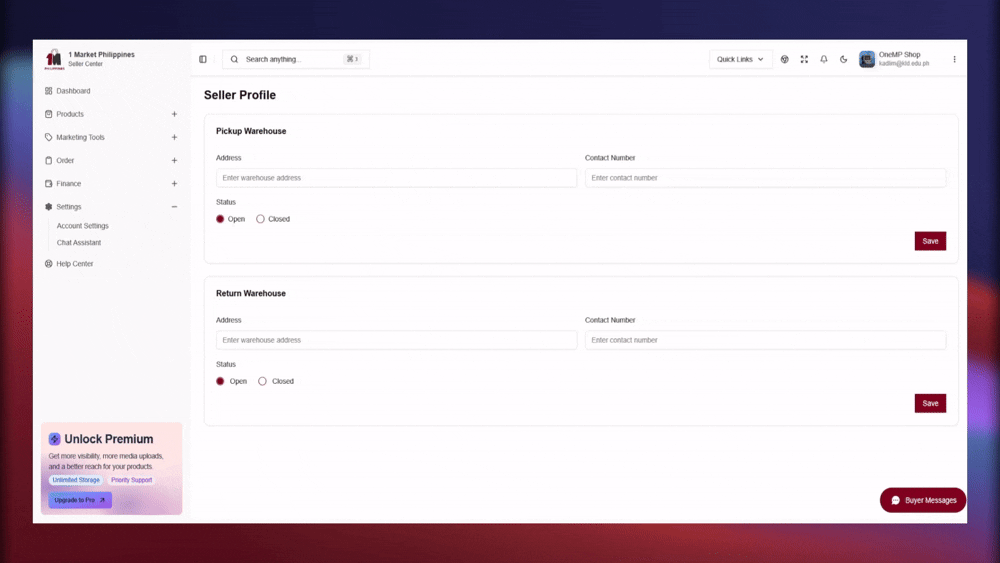 1 Market Philippines
Seller Center
Search anything...
Quick Links
OneMP Shop
Dashboard
Products
Marketing Tools
Order
Finance
Settings
Account Settings
Chat Assistant
Help Center
Seller Profile
Pickup Warehouse
Address
Contact Number
Enter warehouse address
Enter contact number
Status
Open
Closed
Save
Return Warehouse
Address
Contact Number
Enter warehouse address
Enter contact number
Status
Open
Closed
Save
Unlock Premium
Get more visibility, more media uploads,
and a better reach for your products.
Unlimited Storage
Priority Support
Upgrade to Pro
Buyer Messages